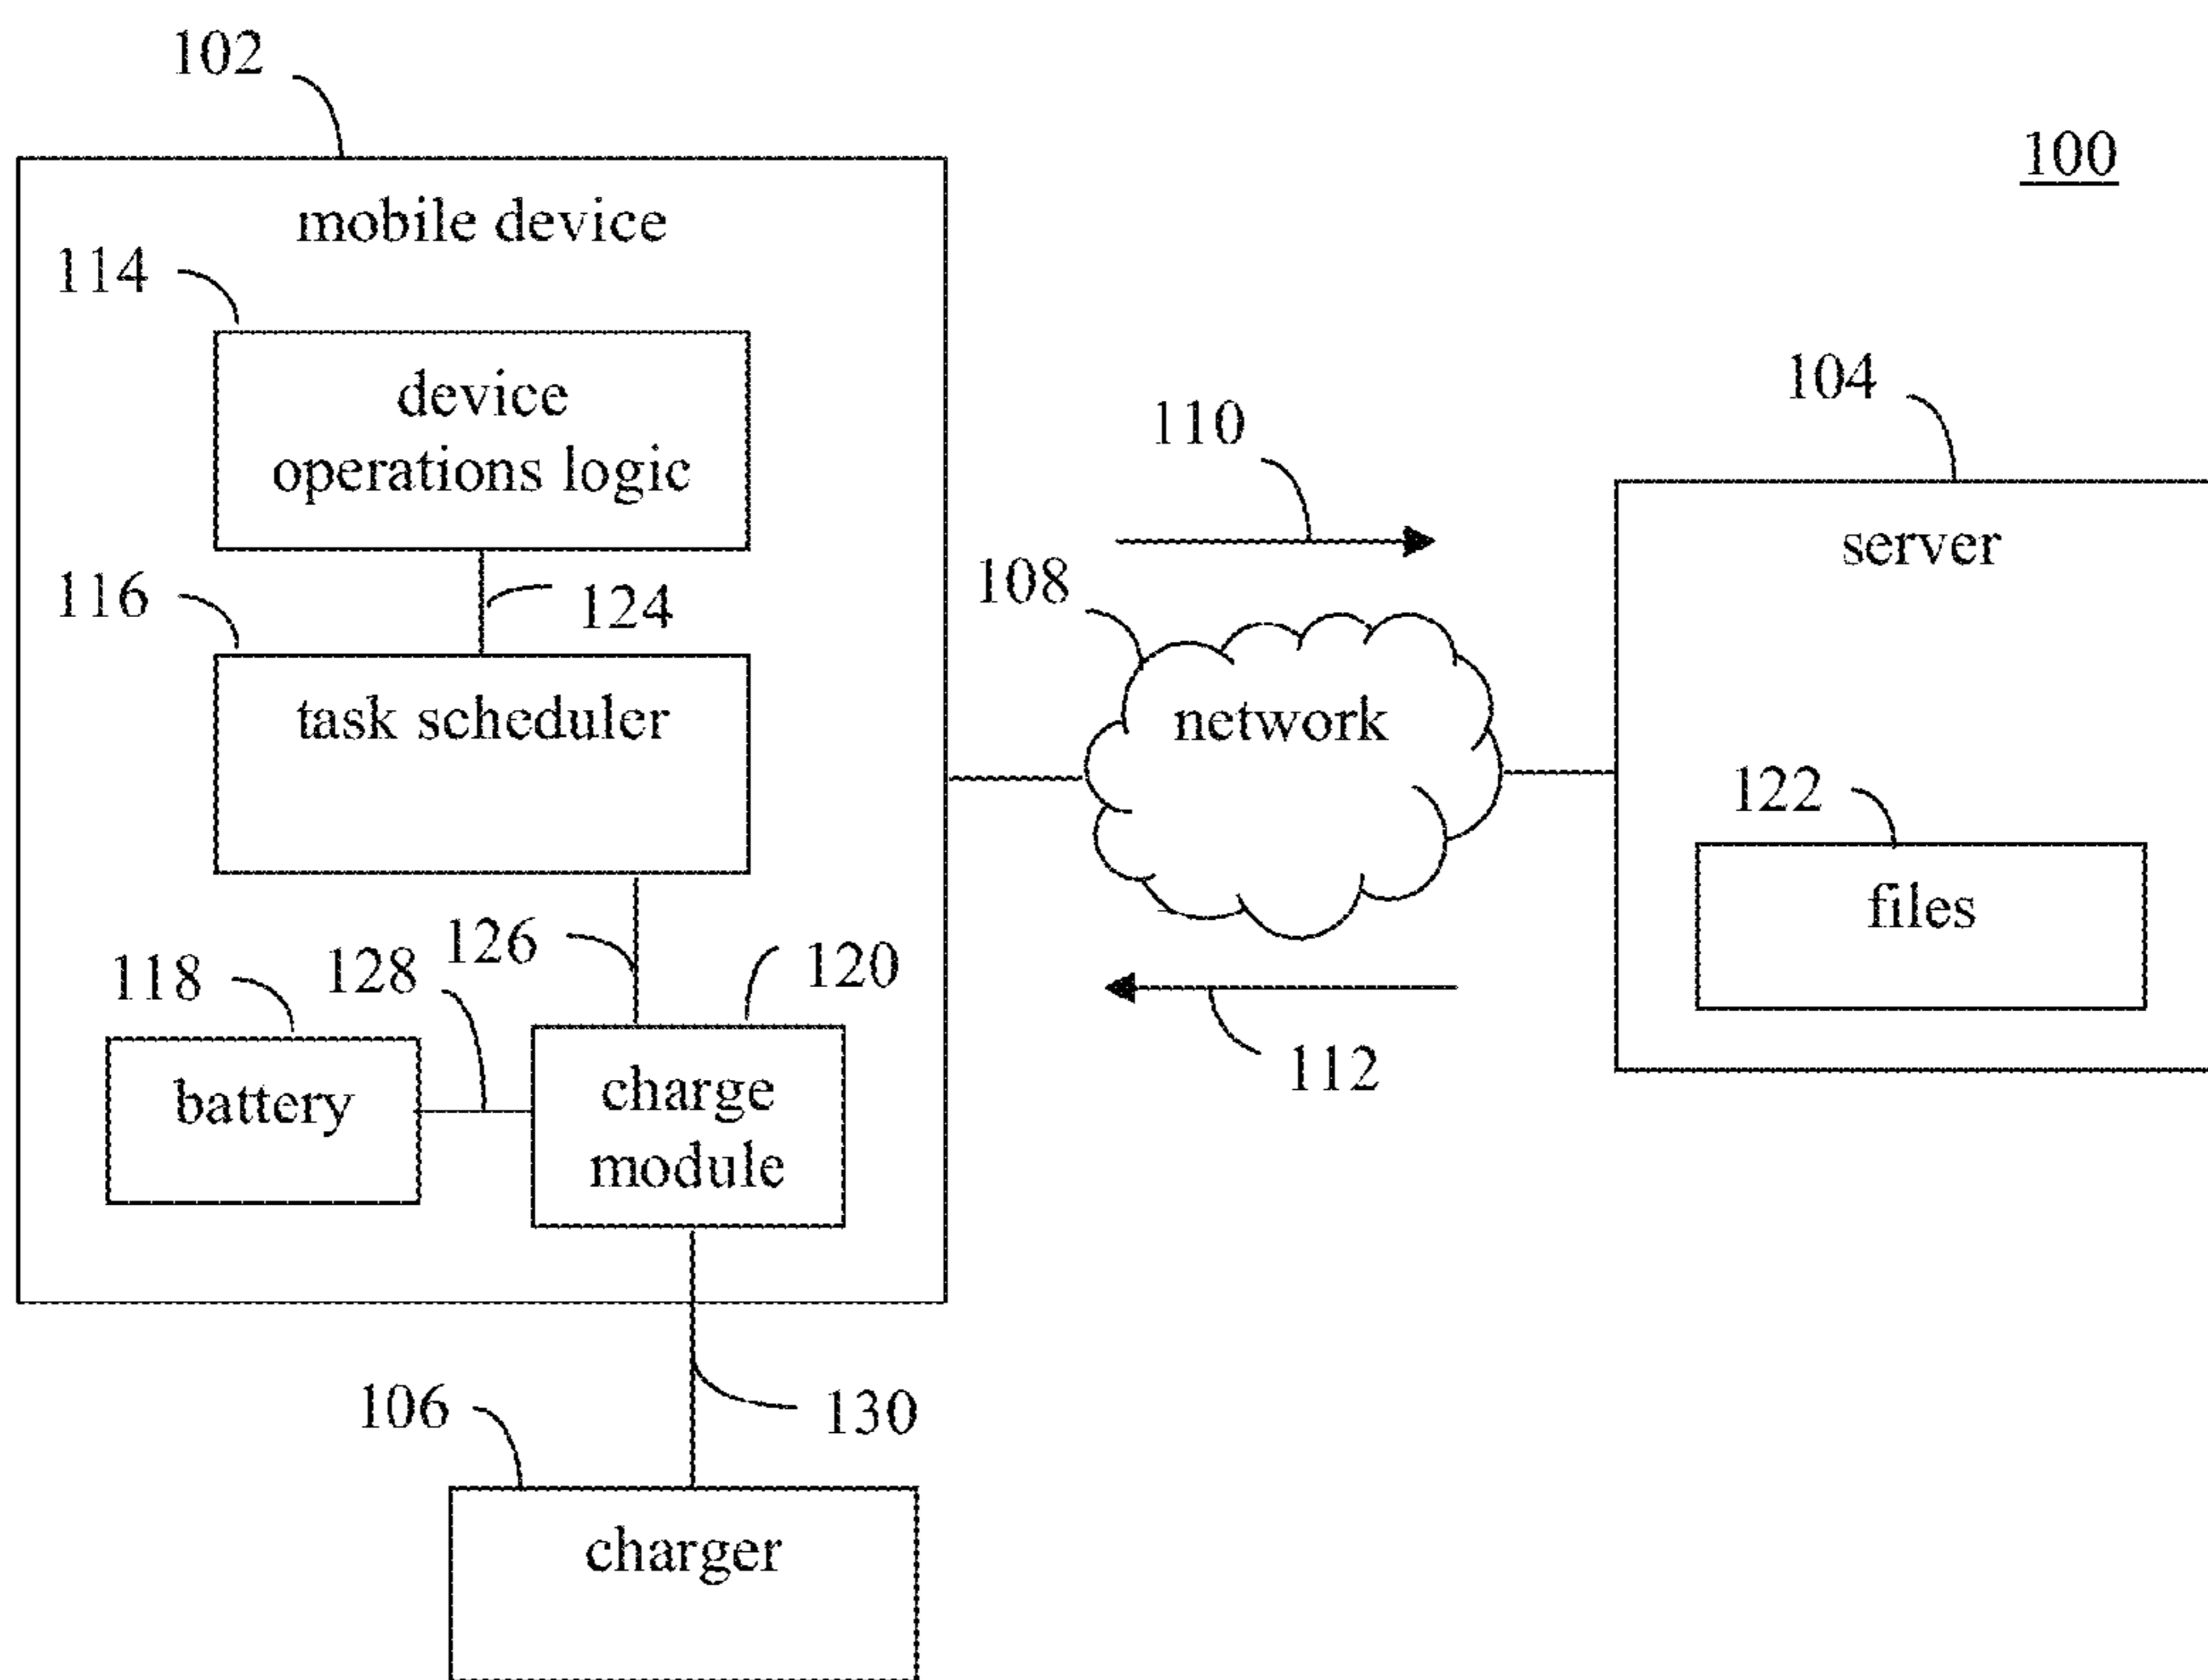 102
100
mobile device
114
device
operations logic
104
110
server
116
124
108
task scheduler
network
122
files
126
120
118
128
112
battery
charge
module
106
130
charger